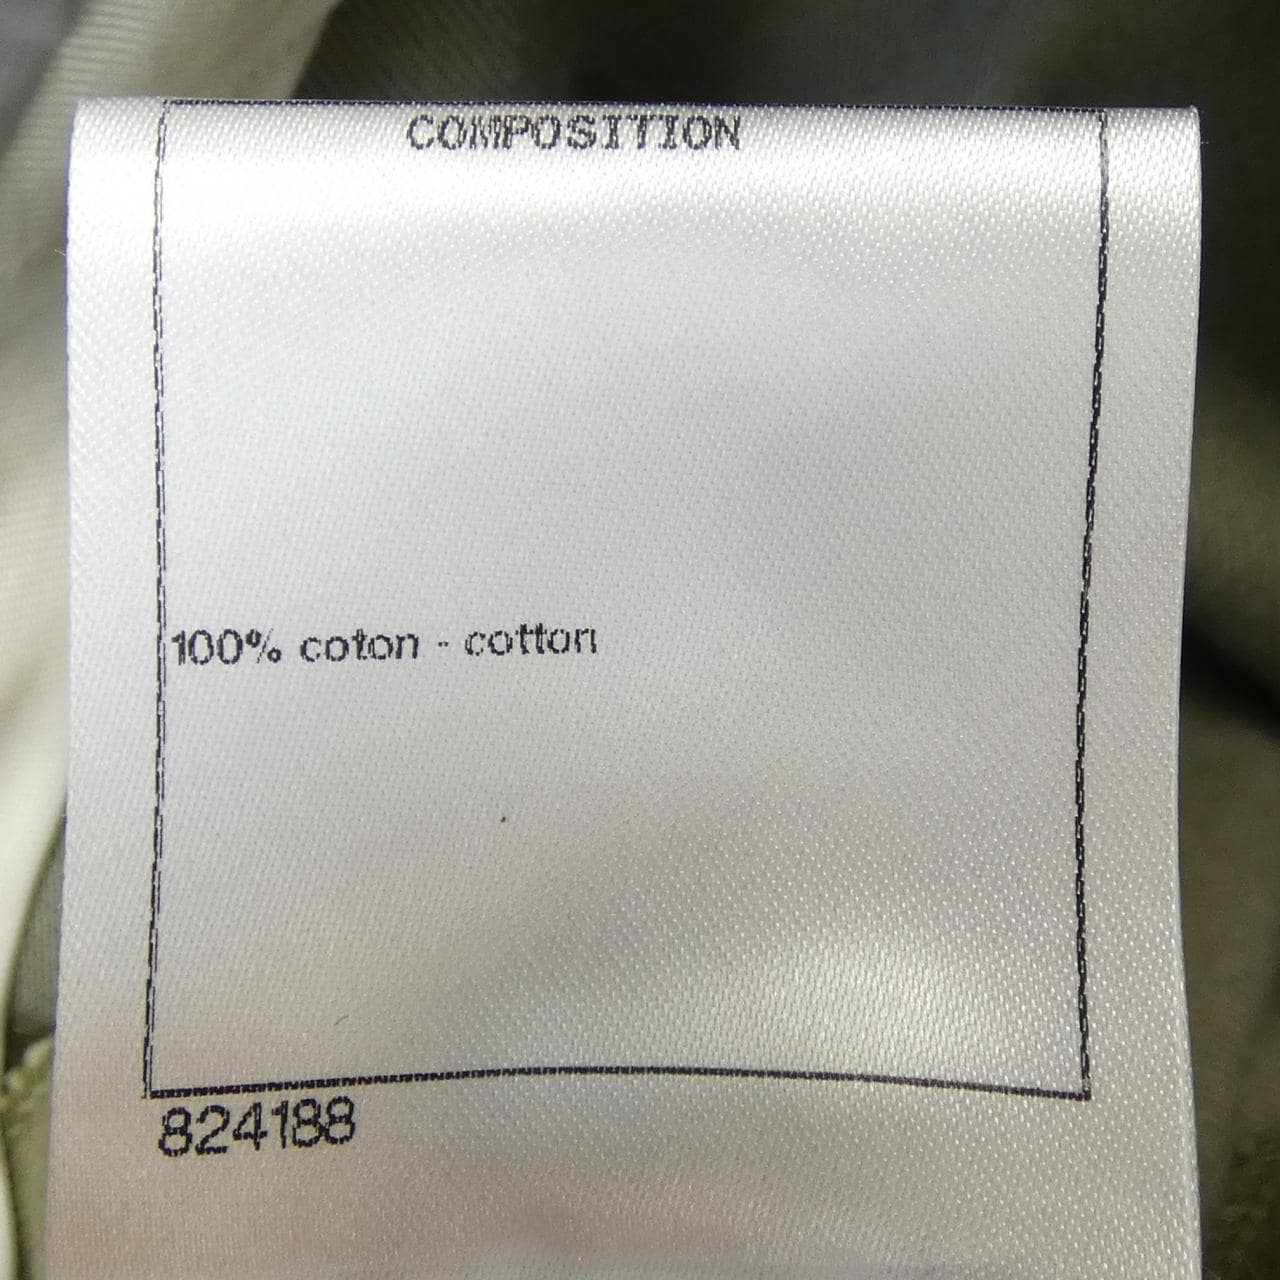 COMPOSITION
100% coton - cotton
824188